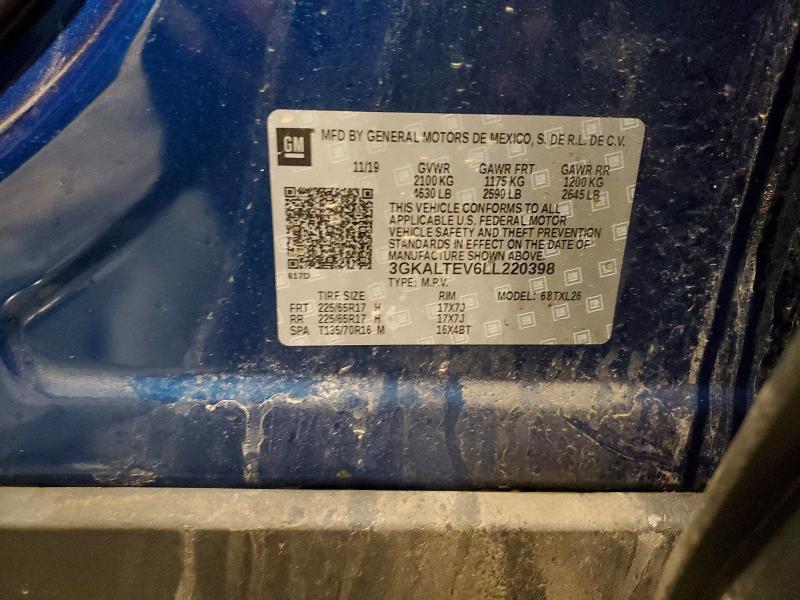 GM
MFD BY GENERAL MOTORS DE MEXICO, S. DE R.L. DE C.V.
11/19 GVWR GAWR FRT GAWR RR
2100 KG 1175 KG 1200 KG
4630 LB 2590 LB 2645 LB
THIS VEHICLE CONFORMS TO ALL
APPLICABLE U.S. FEDERAL MOTOR
VEHICLE SAFETY AND THEFT PREVENTION
STANDARDS IN EFFECT ON THE DATE OF
MANUFACTURE SHOWN ABOVE.
3GKALTEV6LL220398
617D
TYPE: M.P.V.
TIRE SIZE RIM MODEL: 68TXL26
FRT 225/65R17 H 17X7J
RR 225/65R17 H 17X7J
SPA T135/70R16 M 16X4BT